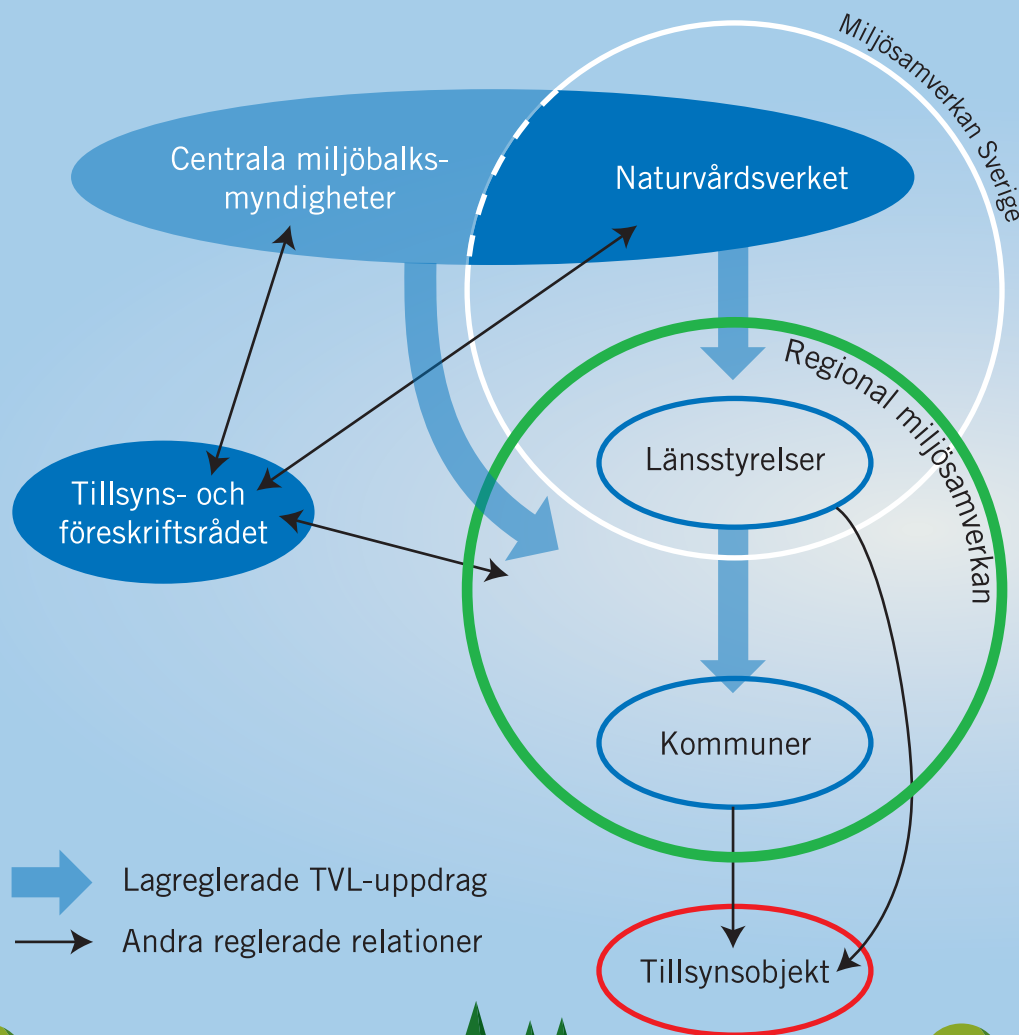 Miljösamverkan Sverige
Centrala miljöbalks-
myndigheter
Naturvårdsverket
Regional miljösamverkan
Länsstyrelser
Tillsyns- och
föreskriftsrådet
Kommuner
Lagreglerade TVL-uppdrag
Andra reglerade relationer
Tillsynsobjekt